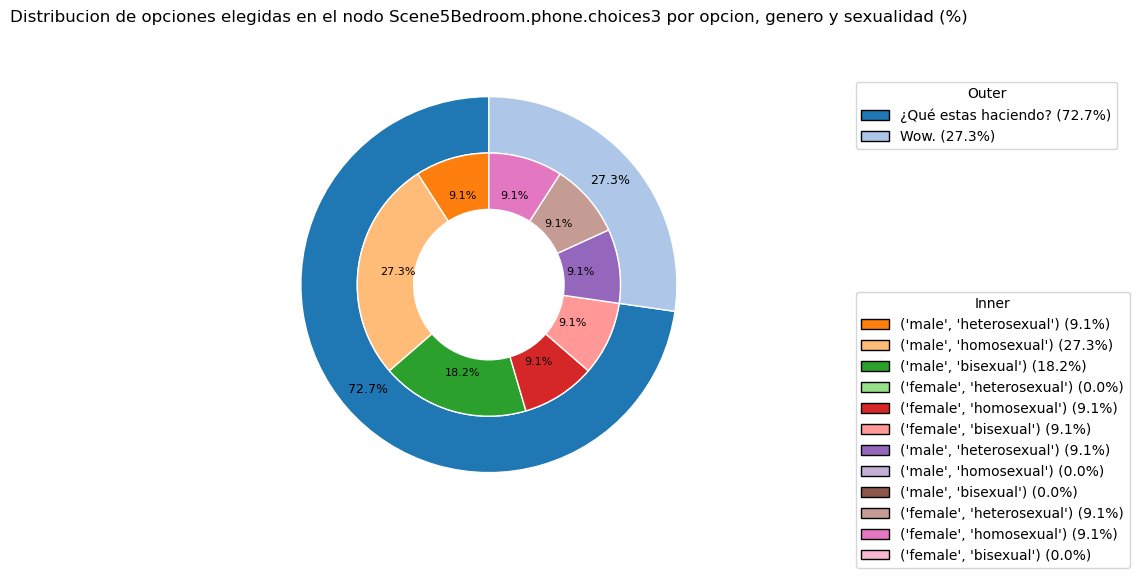 Distribucion de opciones elegidas en el nodo Scene5Bedroom.phone.choices3 por opcion, genero y sexualidad (%)
Outer
¿Qué estas haciendo? (72.7%)
Wow. (27.3%)
27.3%
9.1%
9.1%
9.1%
27.3%
9.1%
9.1%
9.1%
18.2%
72.7%
Inner
('male', 'heterosexual') (9.1%)
('male', 'homosexual') (27.3%)
('male', 'bisexual') (18.2%)
('female', 'heterosexual') (0.0%)
('female', 'homosexual') (9.1%)
('female', 'bisexual') (9.1%)
('male', 'heterosexual') (9.1%)
('male', 'homosexual') (0.0%)
('male', 'bisexual') (0.0%)
('female', 'heterosexual') (9.1%)
('female', 'homosexual') (9.1%)
('female', 'bisexual') (0.0%)